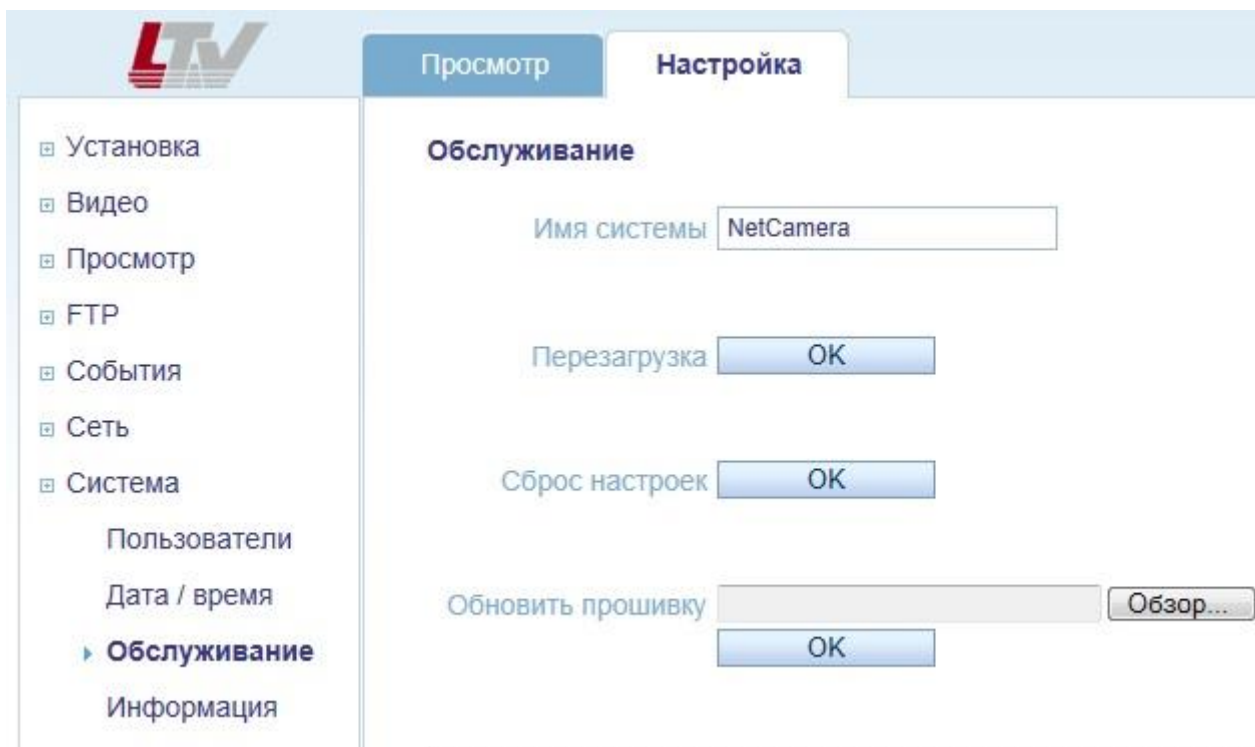 LTV
Просмотр
Настройка
Установка
Видео
Просмотр
FTP
События
Сеть
Система
Пользователи
Дата / время
Обслуживание
Информация
Обслуживание
Имя системы NetCamera
Перезагрузка OK
Сброс настроек OK
Обновить прошивку Обзор...
OK